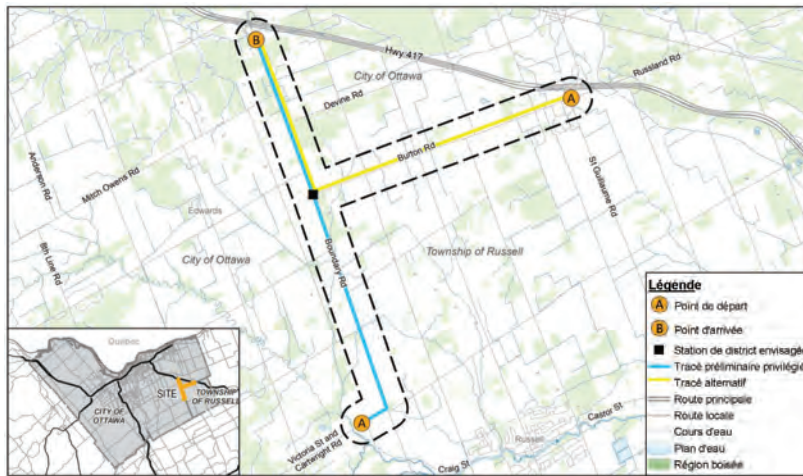 B
Hwy 417
City of Ottawa
Russland Rd
A
Devine Rd
Burton Rd
Anderson Rd
Mitch Owens Rd
St Guillaume Rd
Edwards
8th Line Rd
City of Ottawa
Boundary Rd
Township of Russell
Victoria St and
Cartwright Rd
A
Russell
Castor St
Craig St
Québec
SITE
TOWNSHIP
OF RUSSELL
CITY OF
OTTAWA
Légende
A Point de départ
B Point d'arrivée
Station de district envisagée
Tracé préliminaire privilégié
Tracé alternatif
Route principale
Route locale
Cours d'eau
Plan d'eau
Région boisée